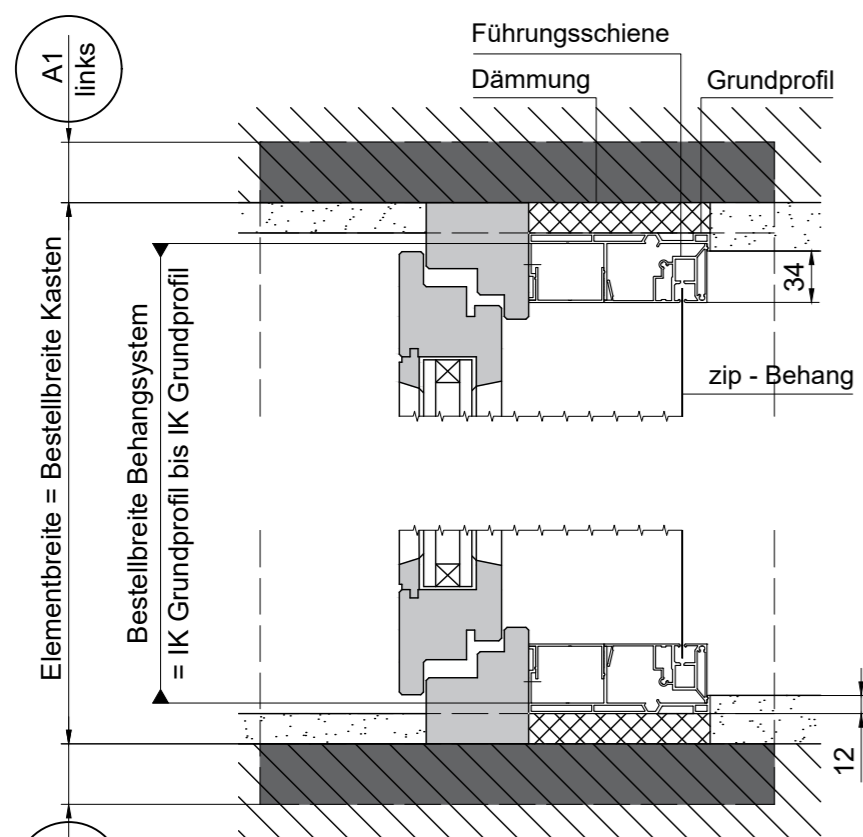 A1
links
Führungsschiene
Dämmung
Grundprofil
34
zip - Behang
Elementbreite = Bestellbreite Kasten
Bestellbreite Behangsystem
= IK Grundprofil bis IK Grundprofil
12